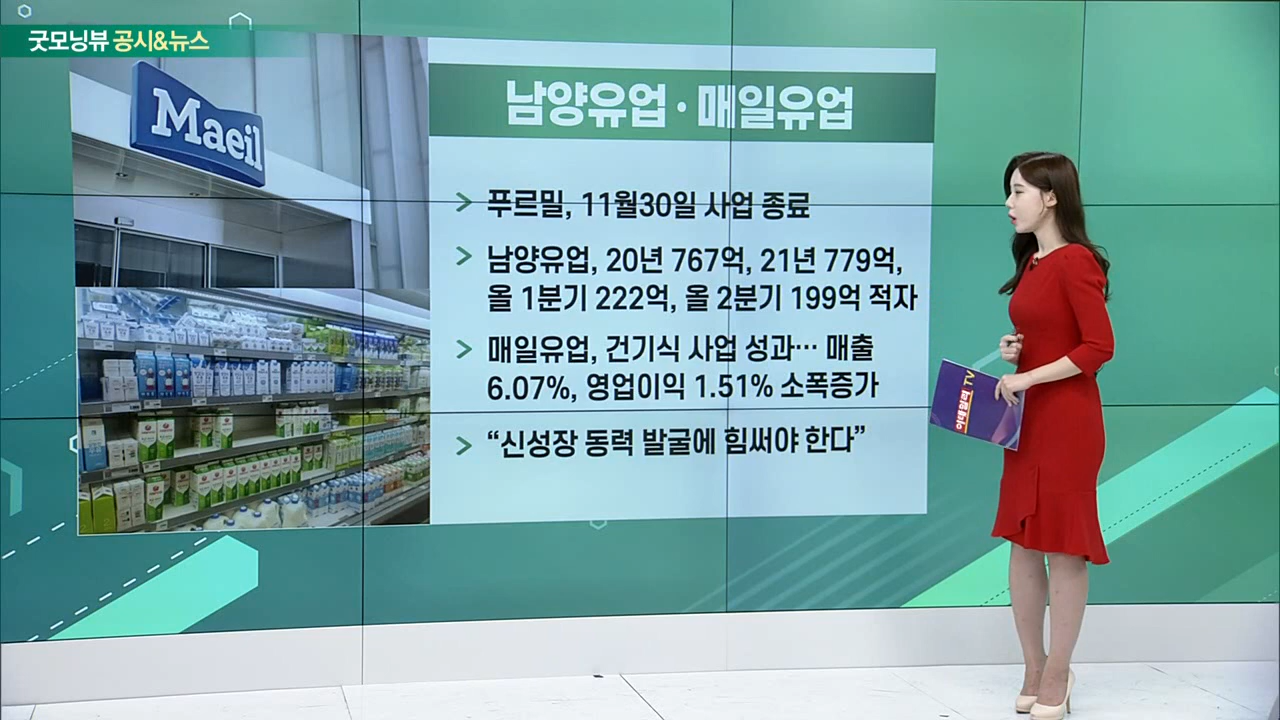 굿모닝뷰 공시&뉴스
Maeil
남양유업·매일유업
푸르밀, 11월30일 사업 종료
남양유업, 20년 767억, 21년 779억,
올 1분기 222억, 올 2분기 199억 적자
매일유업, 건기식 사업 성과… 매출
6.07%, 영업이익 1.51% 소폭증가
“신성장 동력 발굴에 힘써야 한다”
이데일리 TV